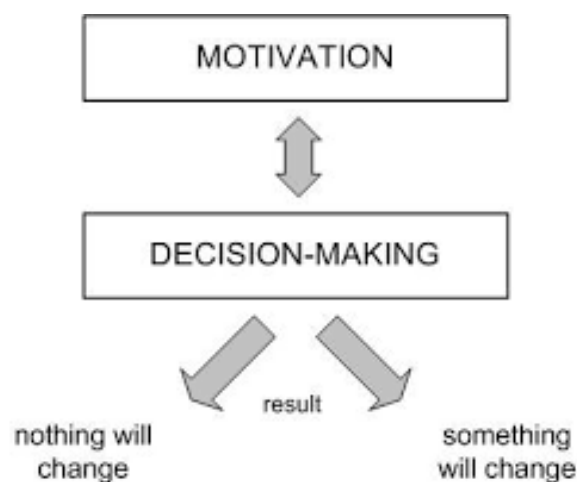 MOTIVATION
DECISION-MAKING
result
nothing will
change
something
will change